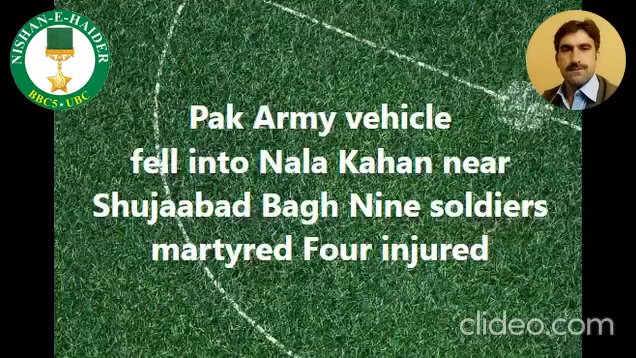 NISHAN-E-HAIDER
BBC5★UBC
Pak Army vehicle
fell into Nala Kahan near
Shujaabad Bagh Nine soldiers
martyred Four injured
clideo.com